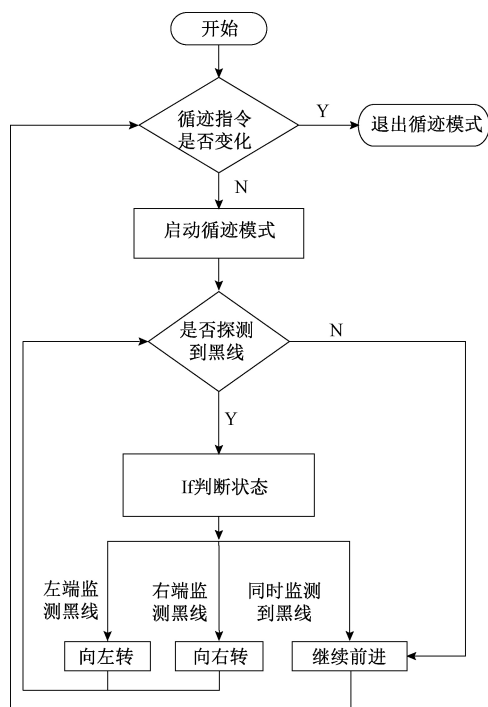 开始
循迹指令
是否变化
Y
退出循迹模式
N
启动循迹模式
是否探测
到黑线
N
Y
If判断状态
左端监
测黑线
右端监
测黑线
同时监测
到黑线
向左转
向右转
继续前进